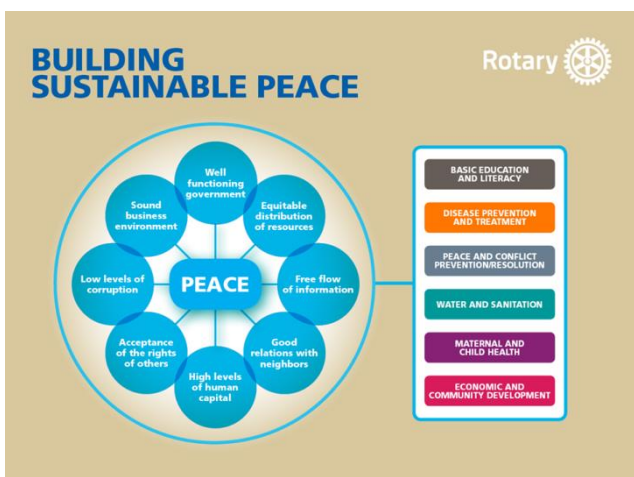 BUILDING
SUSTAINABLE PEACE
Rotary
Well
functioning
government
Equitable
distribution
of resources
Free flow
of information
Good
relations with
neighbors
High levels
of human
capital
Acceptance
of the rights
of others
Low levels of
corruption
Sound
business
environment
PEACE
BASIC EDUCATION
AND LITERACY
DISEASE PREVENTION
AND TREATMENT
PEACE AND CONFLICT
PREVENTION/RESOLUTION
WATER AND SANITATION
MATERNAL AND
CHILD HEALTH
ECONOMIC AND
COMMUNITY DEVELOPMENT